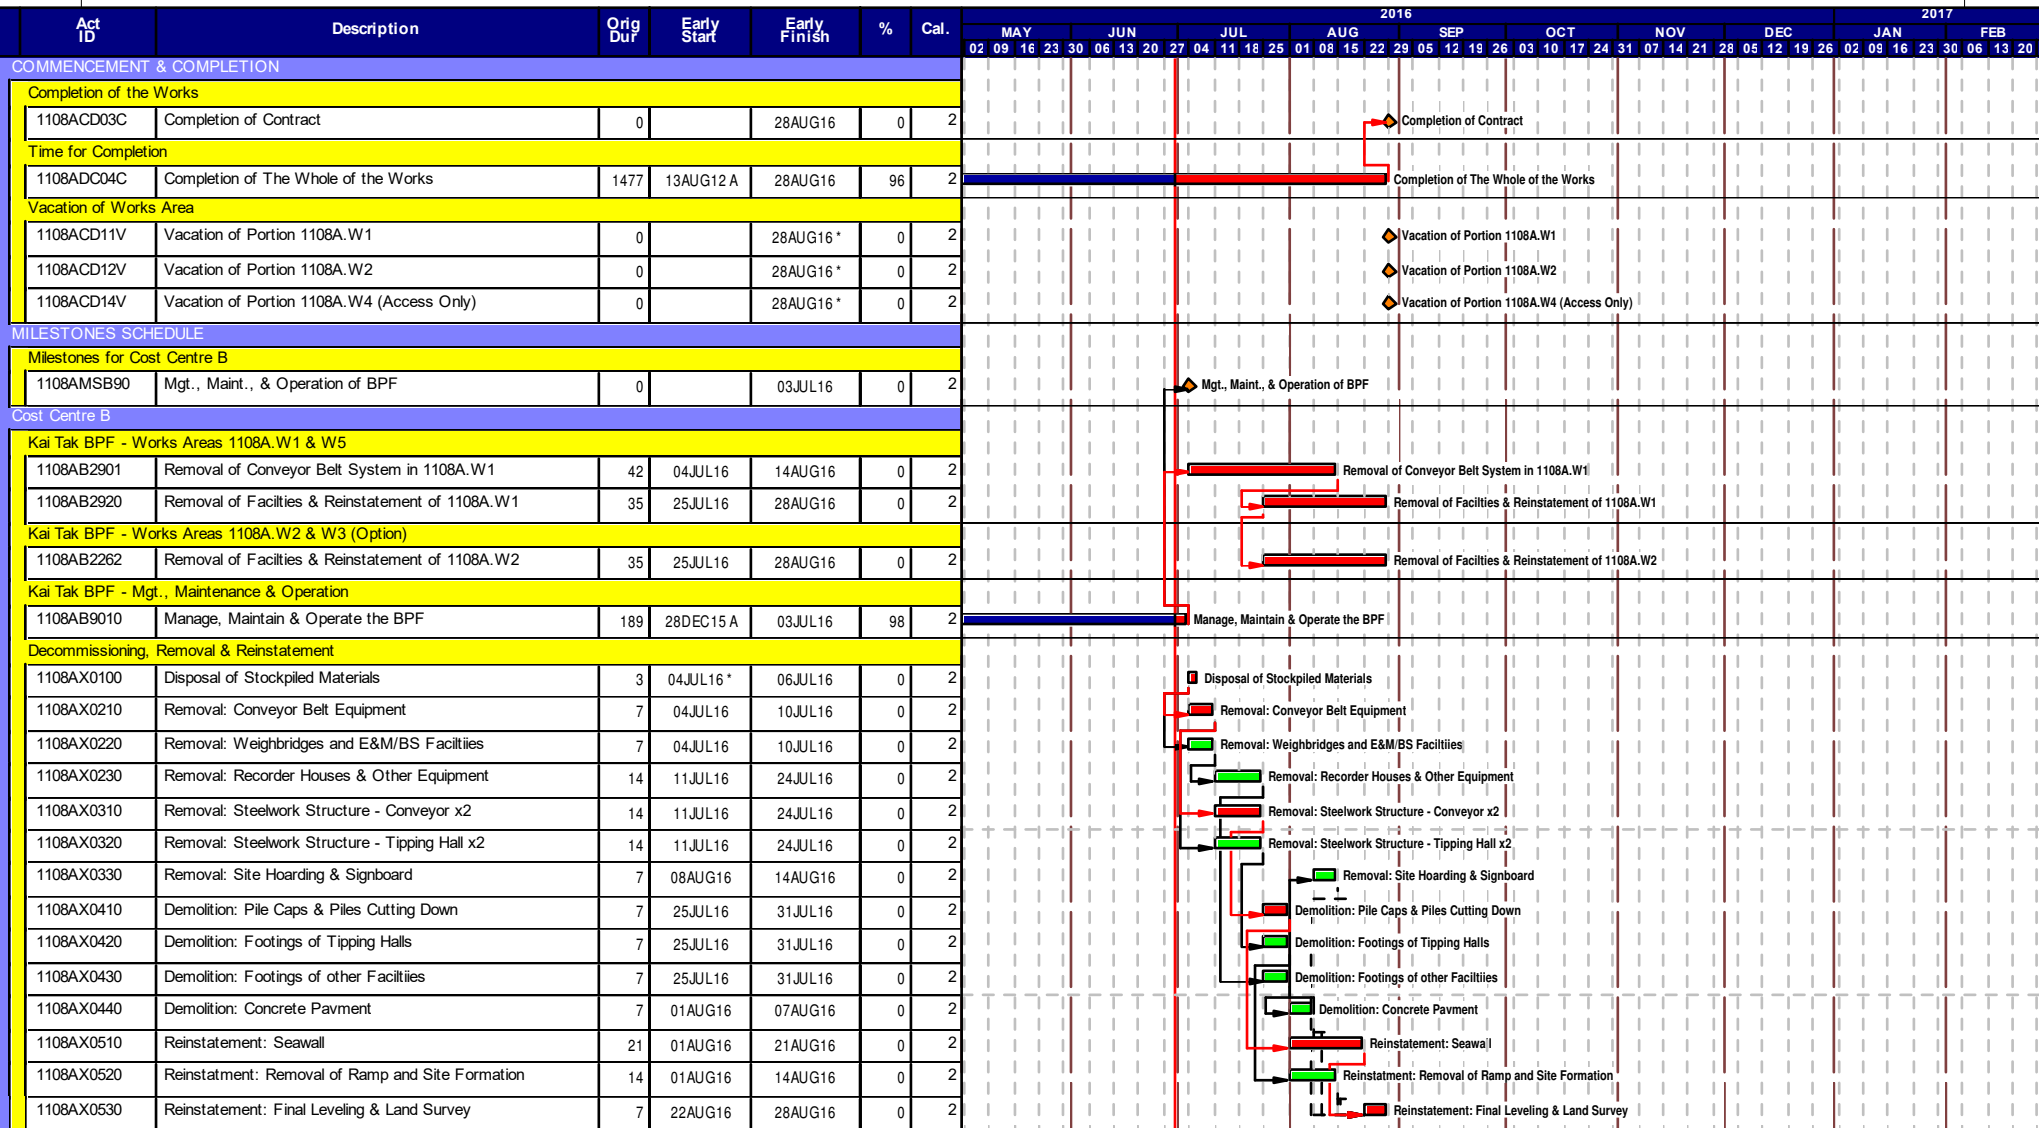 2016 2017
Act ID Description Orig Dur Early Start Early Finish % Cal. MAY JUN JUL AUG SEP OCT NOV DEC JAN FEB
02 09 16 23 30 06 13 20 27 04 11 18 25 01 08 15 22 29 05 12 19 26 03 10 17 24 31 07 14 21 28 05 12 19 26 02 09 16 23 30 06 13 20
COMMENCEMENT & COMPLETION
Completion of the Works
1108ACD03C Completion of Contract 0 28AUG16 0 2 Completion of Contract
Time for Completion
1108ADC04C Completion of The Whole of the Works 1477 13AUG12 A 28AUG16 96 2 Completion of The Whole of the Works
Vacation of Works Area
1108ACD11V Vacation of Portion 1108A.W1 0 28AUG16 * 0 2 Vacation of Portion 1108A.W1
1108ACD12V Vacation of Portion 1108A.W2 0 28AUG16 * 0 2 Vacation of Portion 1108A.W2
1108ACD14V Vacation of Portion 1108A.W4 (Access Only) 0 28AUG16 * 0 2 Vacation of Portion 1108A.W4 (Access Only)
MILESTONES SCHEDULE
Milestones for Cost Centre B
1108AMSB90 Mgt., Maint., & Operation of BPF 0 03JUL16 0 2 Mgt., Maint., & Operation of BPF
Cost Centre B
Kai Tak BPF - Works Areas 1108A.W1 & W5
1108AB2901 Removal of Conveyor Belt System in 1108A.W1 42 04JUL16 14AUG16 0 2 Removal of Conveyor Belt System in 1108A.W1
1108AB2920 Removal of Facilties & Reinstatement of 1108A.W1 35 25JUL16 28AUG16 0 2 Removal of Facilties & Reinstatement of 1108A.W1
Kai Tak BPF - Works Areas 1108A.W2 & W3 (Option)
1108AB2262 Removal of Facilties & Reinstatement of 1108A.W2 35 25JUL16 28AUG16 0 2 Removal of Facilties & Reinstatement of 1108A.W2
Kai Tak BPF - Mgt., Maintenance & Operation
1108AB9010 Manage, Maintain & Operate the BPF 189 28DEC15 A 03JUL16 98 2 Manage, Maintain & Operate the BPF
Decommissioning, Removal & Reinstatement
1108AX0100 Disposal of Stockpiled Materials 3 04JUL16 * 06JUL16 0 2 Disposal of Stockpiled Materials
1108AX0210 Removal: Conveyor Belt Equipment 7 04JUL16 10JUL16 0 2 Removal: Conveyor Belt Equipment
1108AX0220 Removal: Weighbridges and E&M/BS Faciltiies 7 04JUL16 10JUL16 0 2 Removal: Weighbridges and E&M/BS Faciltiies
1108AX0230 Removal: Recorder Houses & Other Equipment 14 11JUL16 24JUL16 0 2 Removal: Recorder Houses & Other Equipment
1108AX0310 Removal: Steelwork Structure - Conveyor x2 14 11JUL16 24JUL16 0 2 Removal: Steelwork Structure - Conveyor x2
1108AX0320 Removal: Steelwork Structure - Tipping Hall x2 14 11JUL16 24JUL16 0 2 Removal: Steelwork Structure - Tipping Hall x2
1108AX0330 Removal: Site Hoarding & Signboard 7 08AUG16 14AUG16 0 2 Removal: Site Hoarding & Signboard
1108AX0410 Demolition: Pile Caps & Piles Cutting Down 7 25JUL16 31JUL16 0 2 Demolition: Pile Caps & Piles Cutting Down
1108AX0420 Demolition: Footings of Tipping Halls 7 25JUL16 31JUL16 0 2 Demolition: Footings of Tipping Halls
1108AX0430 Demolition: Footings of other Faciltiies 7 25JUL16 31JUL16 0 2 Demolition: Footings of other Faciltiies
1108AX0440 Demolition: Concrete Pavment 7 01AUG16 07AUG16 0 2 Demolition: Concrete Pavment
1108AX0510 Reinstatement: Seawall 21 01AUG16 21AUG16 0 2 Reinstatement: Seawall
1108AX0520 Reinstatment: Removal of Ramp and Site Formation 14 01AUG16 14AUG16 0 2 Reinstatment: Removal of Ramp and Site Formation
1108AX0530 Reinstatement: Final Leveling & Land Survey 7 22AUG16 28AUG16 0 2 Reinstatement: Final Leveling & Land Survey